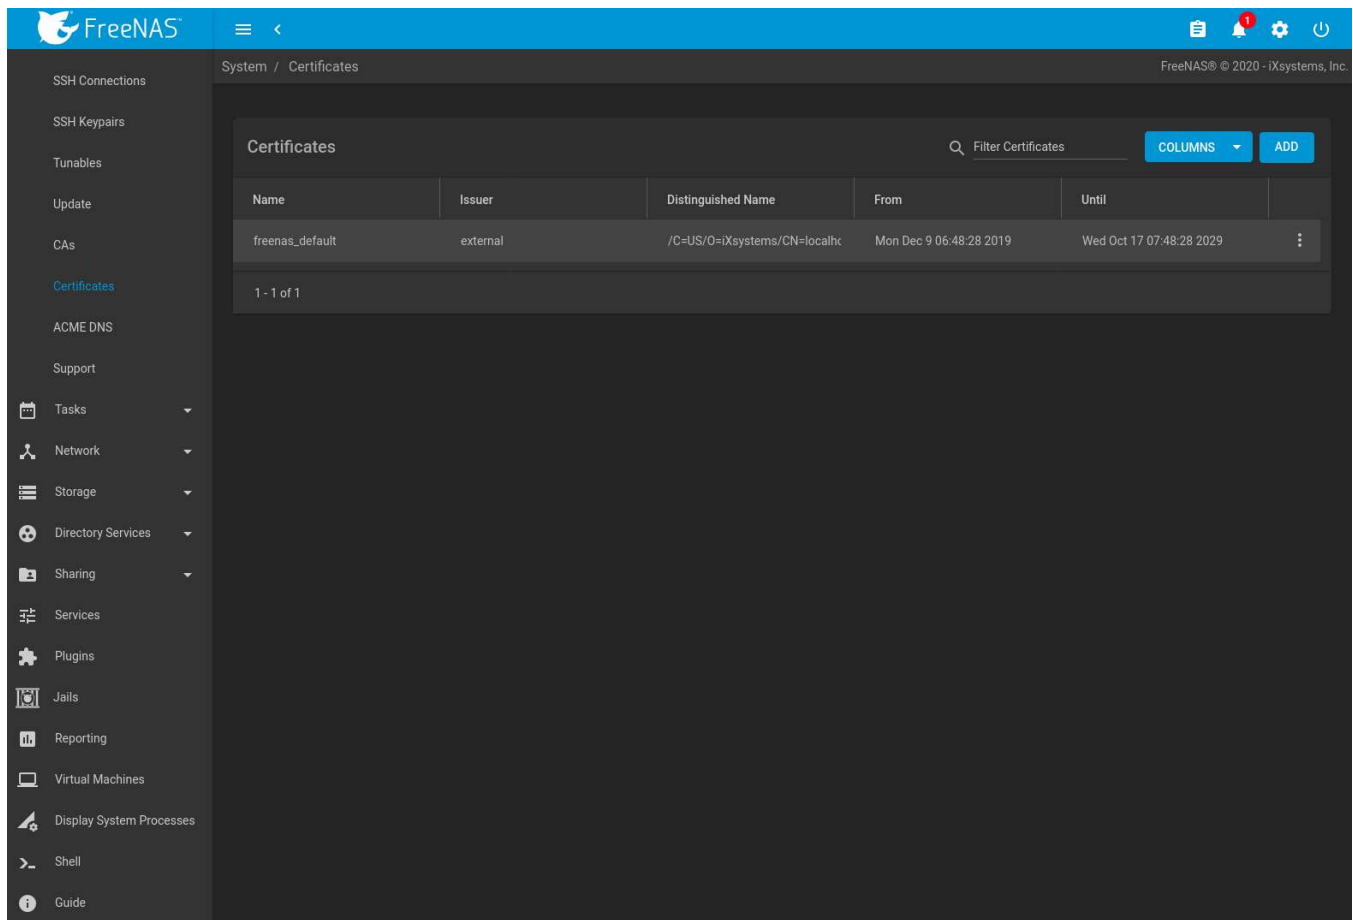 FreeNAS
1
System / Certificates
FreeNAS® © 2020 - iXsystems, Inc.
SSH Connections
SSH Keypairs
Tunables
Update
CAs
Certificates
ACME DNS
Support
Tasks
Network
Storage
Directory Services
Sharing
Services
Plugins
Jails
Reporting
Virtual Machines
Display System Processes
Shell
Guide
Certificates
Filter Certificates
COLUMNS
ADD
Name Issuer Distinguished Name From Until
freenas_default external /C=US/O=iXsystems/CN=localhc Mon Dec 9 06:48:28 2019 Wed Oct 17 07:48:28 2029
1 - 1 of 1